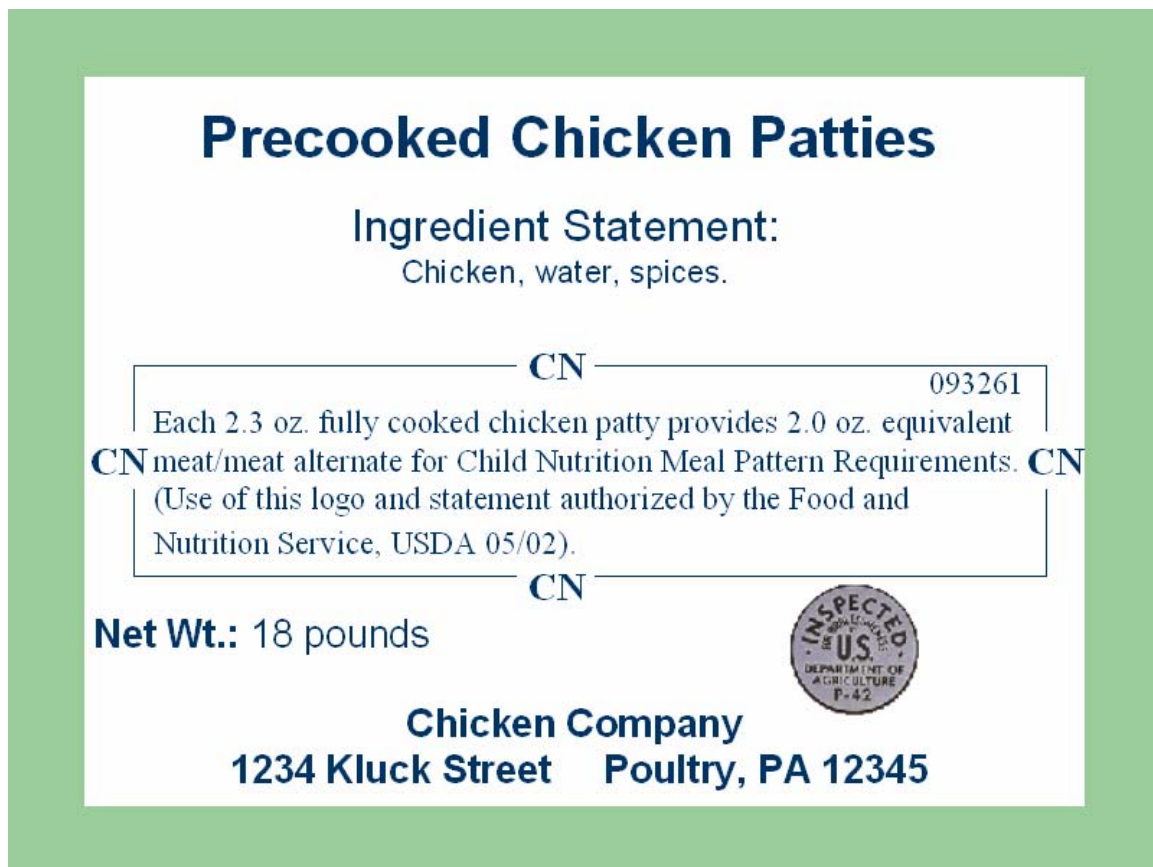 Precooked Chicken Patties
Ingredient Statement:
Chicken, water, spices.
CN
093261
Each 2.3 oz. fully cooked chicken patty provides 2.0 oz. equivalent
CN meat/meat alternate for Child Nutrition Meal Pattern Requirements. CN
(Use of this logo and statement authorized by the Food and
Nutrition Service, USDA 05/02).
CN
Net Wt.: 18 pounds
INSPECTED
FOR WHOLESOMENESS
BY
U.S.
DEPARTMENT OF
AGRICULTURE
P-42
Chicken Company
1234 Kluck Street Poultry, PA 12345